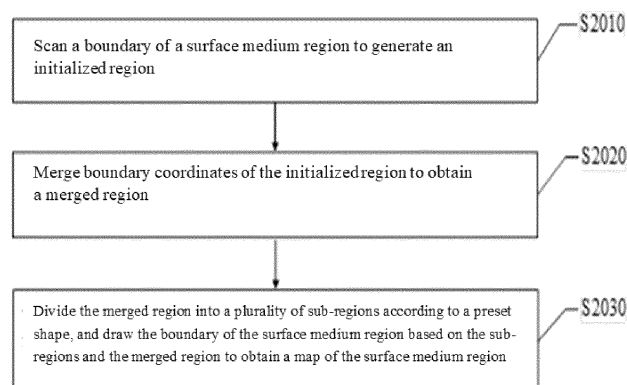 S2010
Scan a boundary of a surface medium region to generate an
initialized region
S2020
Merge boundary coordinates of the initialized region to obtain
a merged region
S2030
Divide the merged region into a plurality of sub-regions according to a preset
shape, and draw the boundary of the surface medium region based on the sub-
regions and the merged region to obtain a map of the surface medium region